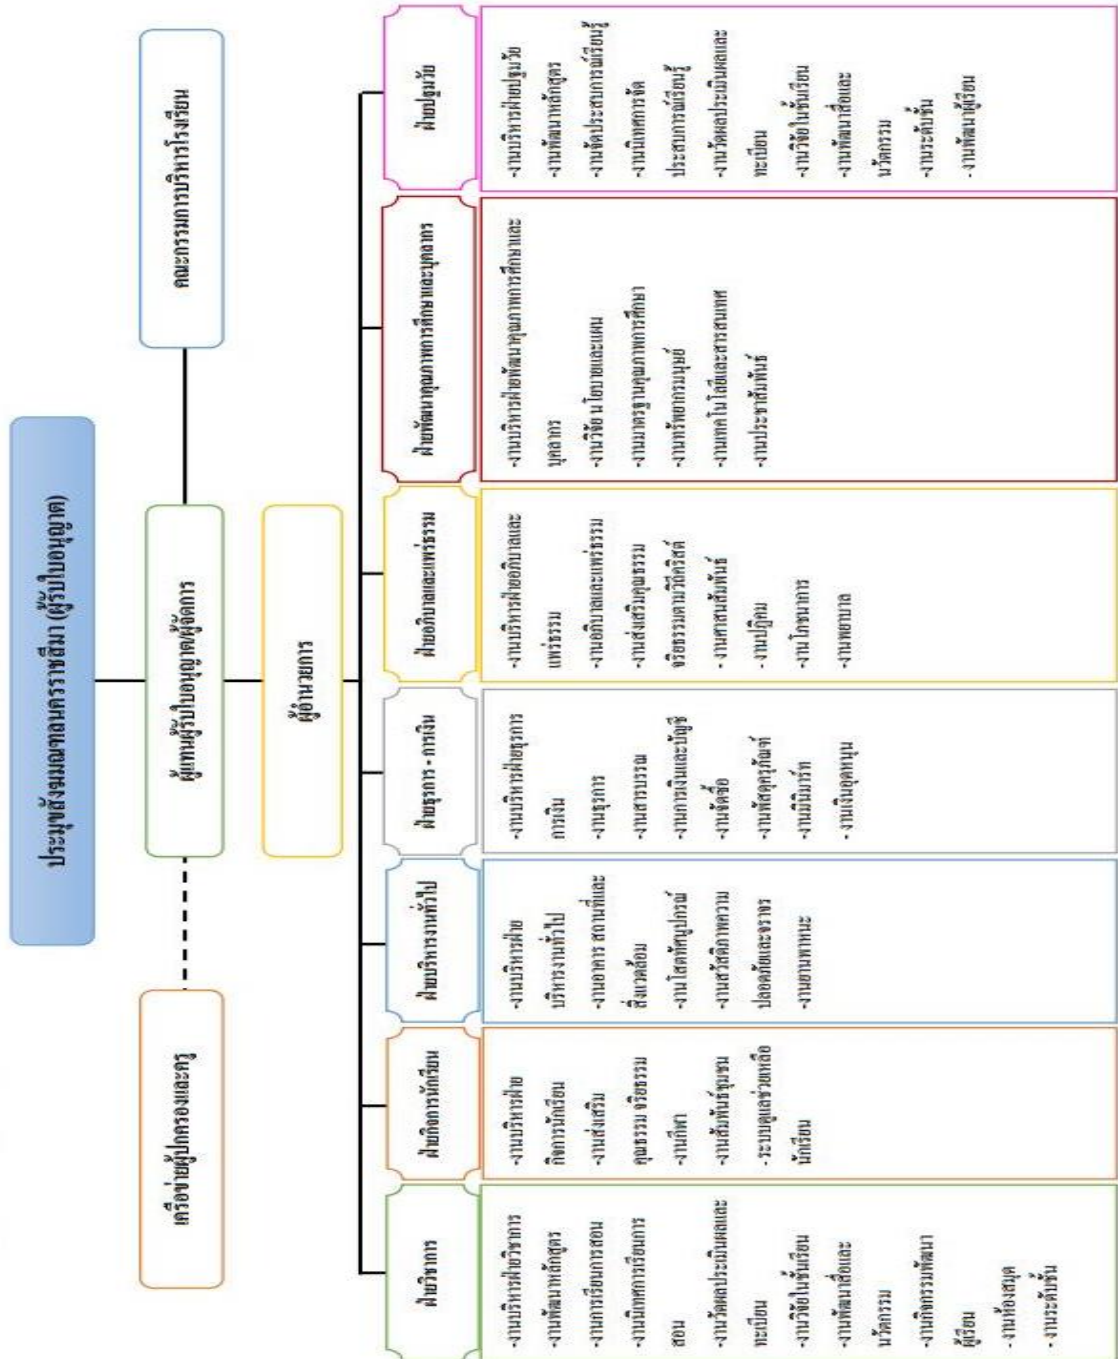 ประมุขสังฆมณฑลนครราชสีมา (ผู้รับใบอนุญาต)
เครือข่ายผู้ปกครองและครู
ผู้แทนผู้รับใบอนุญาต/ผู้จัดการ
คณะกรรมการบริหารโรงเรียน
ผู้อำนวยการ
ฝ่ายวิชาการ
-งานบริหารฝ่ายวิชาการ
-งานพัฒนาหลักสูตร
-งานการเรียนการสอน
-งานนิเทศการเรียนการ
สอน
-งานวัดผลประเมินผลและ
ทะเบียน
-งานวิจัยในชั้นเรียน
-งานพัฒนาสื่อและ
นวัตกรรม
-งานกิจกรรมพัฒนา
ผู้เรียน
- งานห้องสมุด
- งานระดับชั้น
ฝ่ายกิจการนักเรียน
-งานบริหารฝ่าย
กิจการนักเรียน
-งานส่งเสริม
คุณธรรม จริยธรรม
-งานกีฬา
-งานสัมพันธ์ชุมชน
- ระบบดูแลช่วยเหลือ
นักเรียน
ฝ่ายบริหารงานทั่วไป
-งานบริหารฝ่าย
บริหารงานทั่วไป
-งานอาคาร สถานที่และ
สิ่งแวดล้อม
-งานโสตทัศนูปกรณ์
-งานสวัสดิภาพความ
ปลอดภัยและจราจร
-งานยานพาหนะ
ฝ่ายธุรการ - การเงิน
-งานบริหารฝ่ายธุรการ
การเงิน
-งานธุรการ
-งานสารบรรณ
-งานการเงินและบัญชี
-งานจัดซื้อ
-งานพัสดุครุภัณฑ์
-งานมินิมาร์ท
- งานเงินอุดหนุน
ฝ่ายอภิบาลและแพร่ธรรม
-งานบริหารฝ่ายอภิบาลและ
แพร่ธรรม
-งานอภิบาลและแพร่ธรรม
-งานส่งเสริมคุณธรรม
จริยธรรมตามวิถีคริสต์
- งานศาสนสัมพันธ์
- งานปฏิคม
-งานโภชนาการ
-งานพยาบาล
ฝ่ายพัฒนาคุณภาพการศึกษาและบุคลากร
-งานบริหารฝ่ายพัฒนาคุณภาพการศึกษาและ
บุคลากร
-งานวิจัย นโยบายและแผน
-งานมาตรฐานคุณภาพการศึกษา
-งานทรัพยากรมนุษย์
-งานเทคโนโลยีและสารสนเทศ
-งานประชาสัมพันธ์
ฝ่ายปฐมวัย
-งานบริหารฝ่ายปฐมวัย
-งานพัฒนาหลักสูตร
-งานจัดประสบการณ์เรียนรู้
-งานนิเทศการจัด
ประสบการณ์เรียนรู้
-งานวัดผลประเมินผลและ
ทะเบียน
-งานวิจัยในชั้นเรียน
-งานพัฒนาสื่อและ
นวัตกรรม
-งานระดับชั้น
- งานพัฒนาผู้เรียน